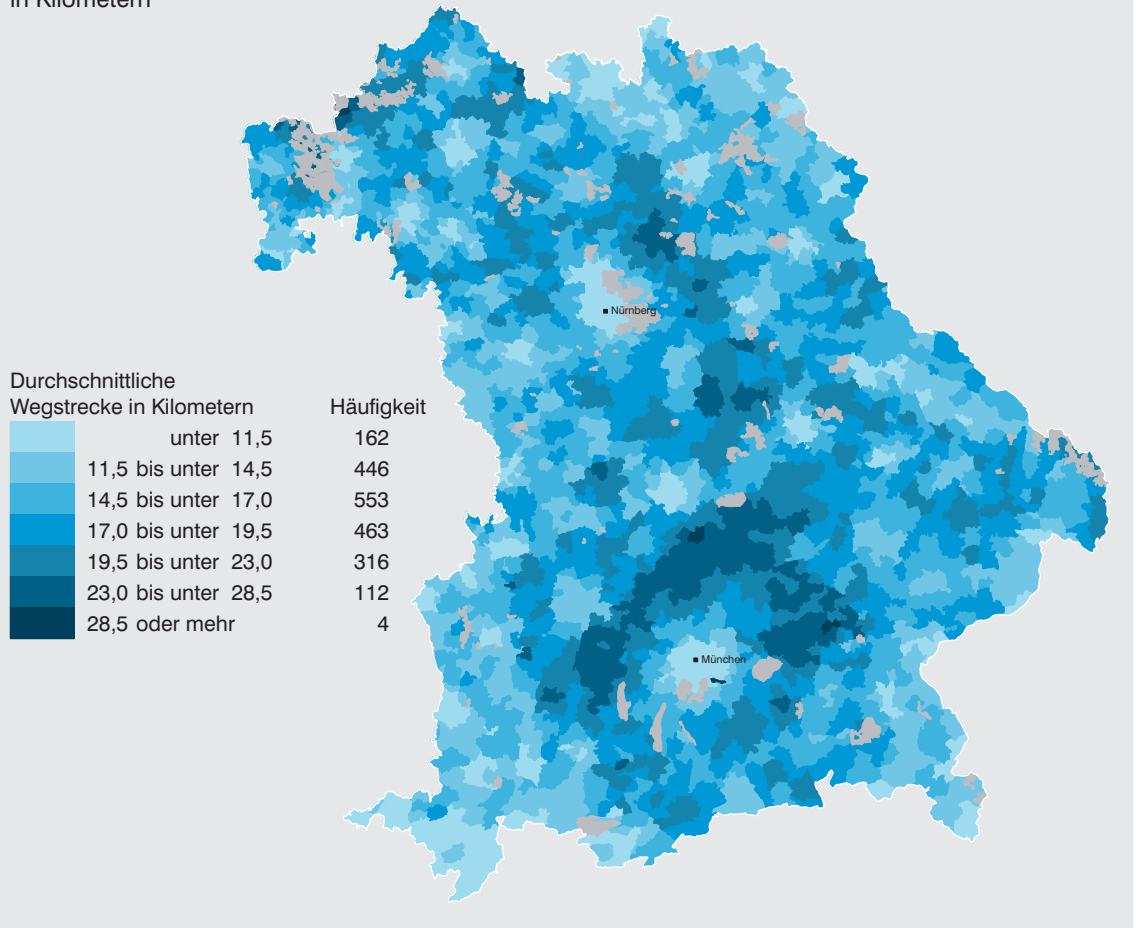 in Kilometern
Nürnberg
Durchschnittliche
Wegstrecke in Kilometern Häufigkeit
unter 11,5 162
11,5 bis unter 14,5 446
14,5 bis unter 17,0 553
17,0 bis unter 19,5 463
19,5 bis unter 23,0 316
23,0 bis unter 28,5 112
28,5 oder mehr 4
München